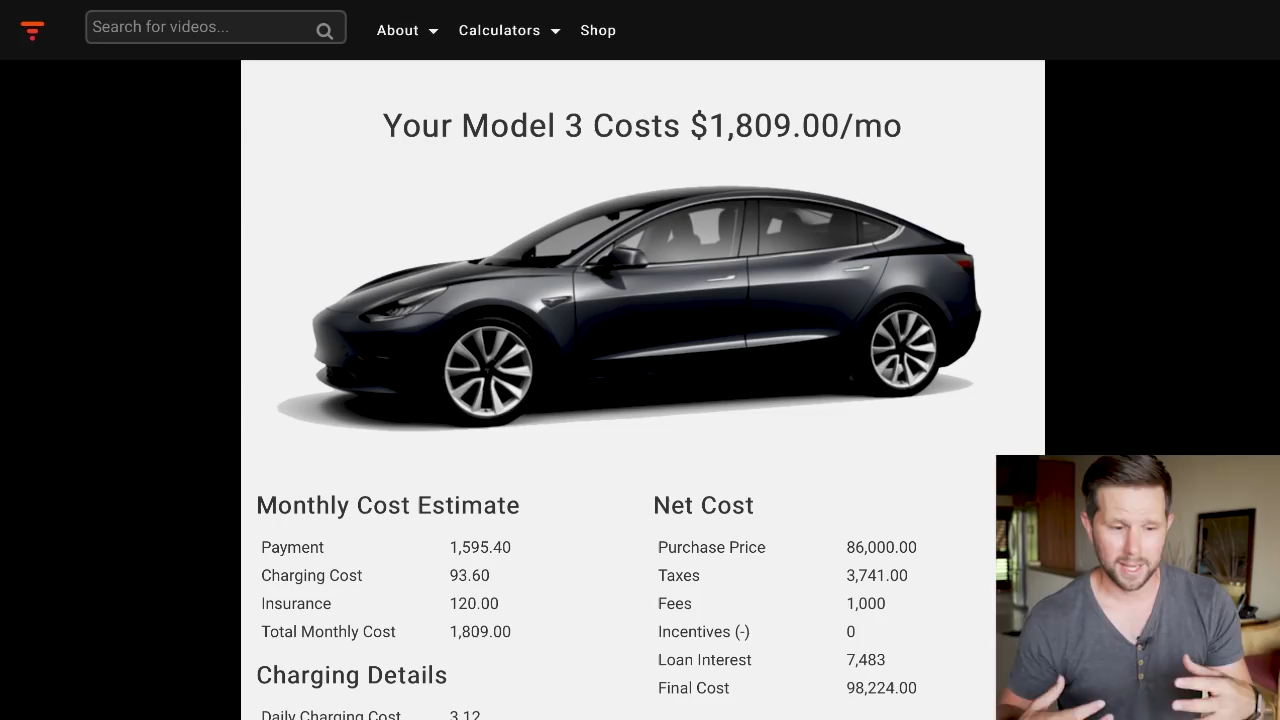 Search for videos...
About
Calculators
Shop
Your Model 3 Costs $1,809.00/mo
Monthly Cost Estimate
Payment 1,595.40
Charging Cost 93.60
Insurance 120.00
Total Monthly Cost 1,809.00
Charging Details
Daily Charging Cost 3.12
Net Cost
Purchase Price 86,000.00
Taxes 3,741.00
Fees 1,000
Incentives (-) 0
Loan Interest 7,483
Final Cost 98,224.00